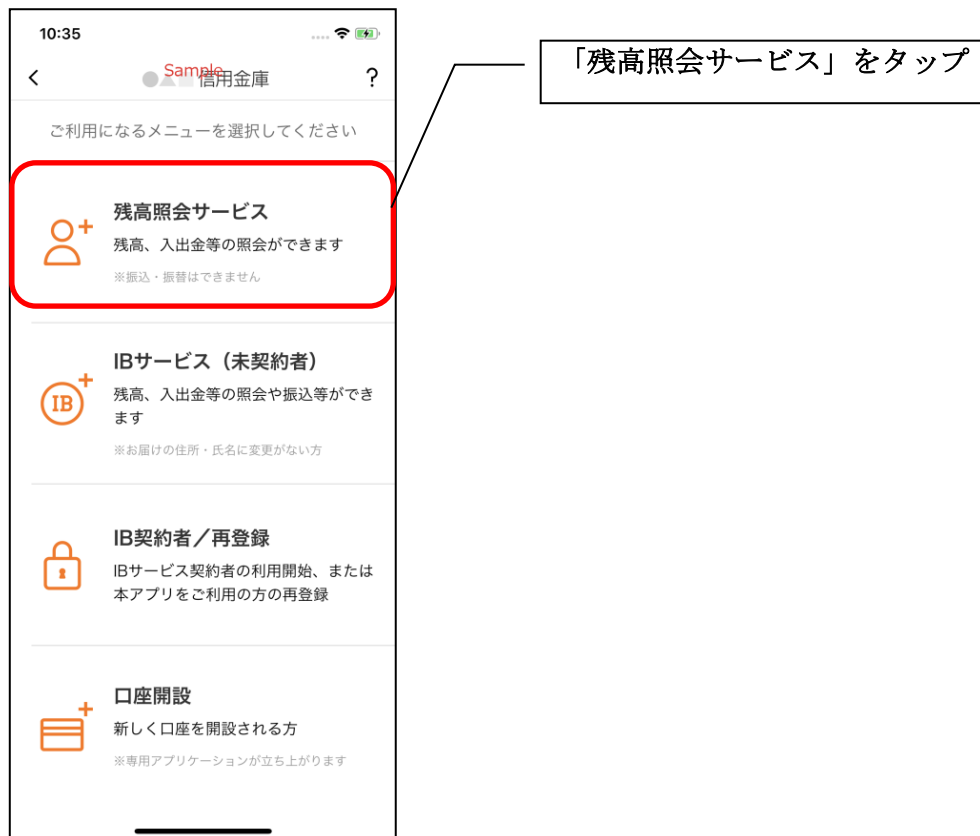 10:35
●▲■信用金庫
Sample
?
ご利用になるメニューを選択してください
残高照会サービス
残高、入出金等の照会ができます
※振込・振替はできません
IBサービス（未契約者）
IB
残高、入出金等の照会や振込等ができ
ます
※お届けの住所・氏名に変更がない方
IB契約者／再登録
IBサービス契約者の利用開始、または
本アプリをご利用の方の再登録
口座開設
新しく口座を開設される方
※専用アプリケーションが立ち上がります
「残高照会サービス」をタップ